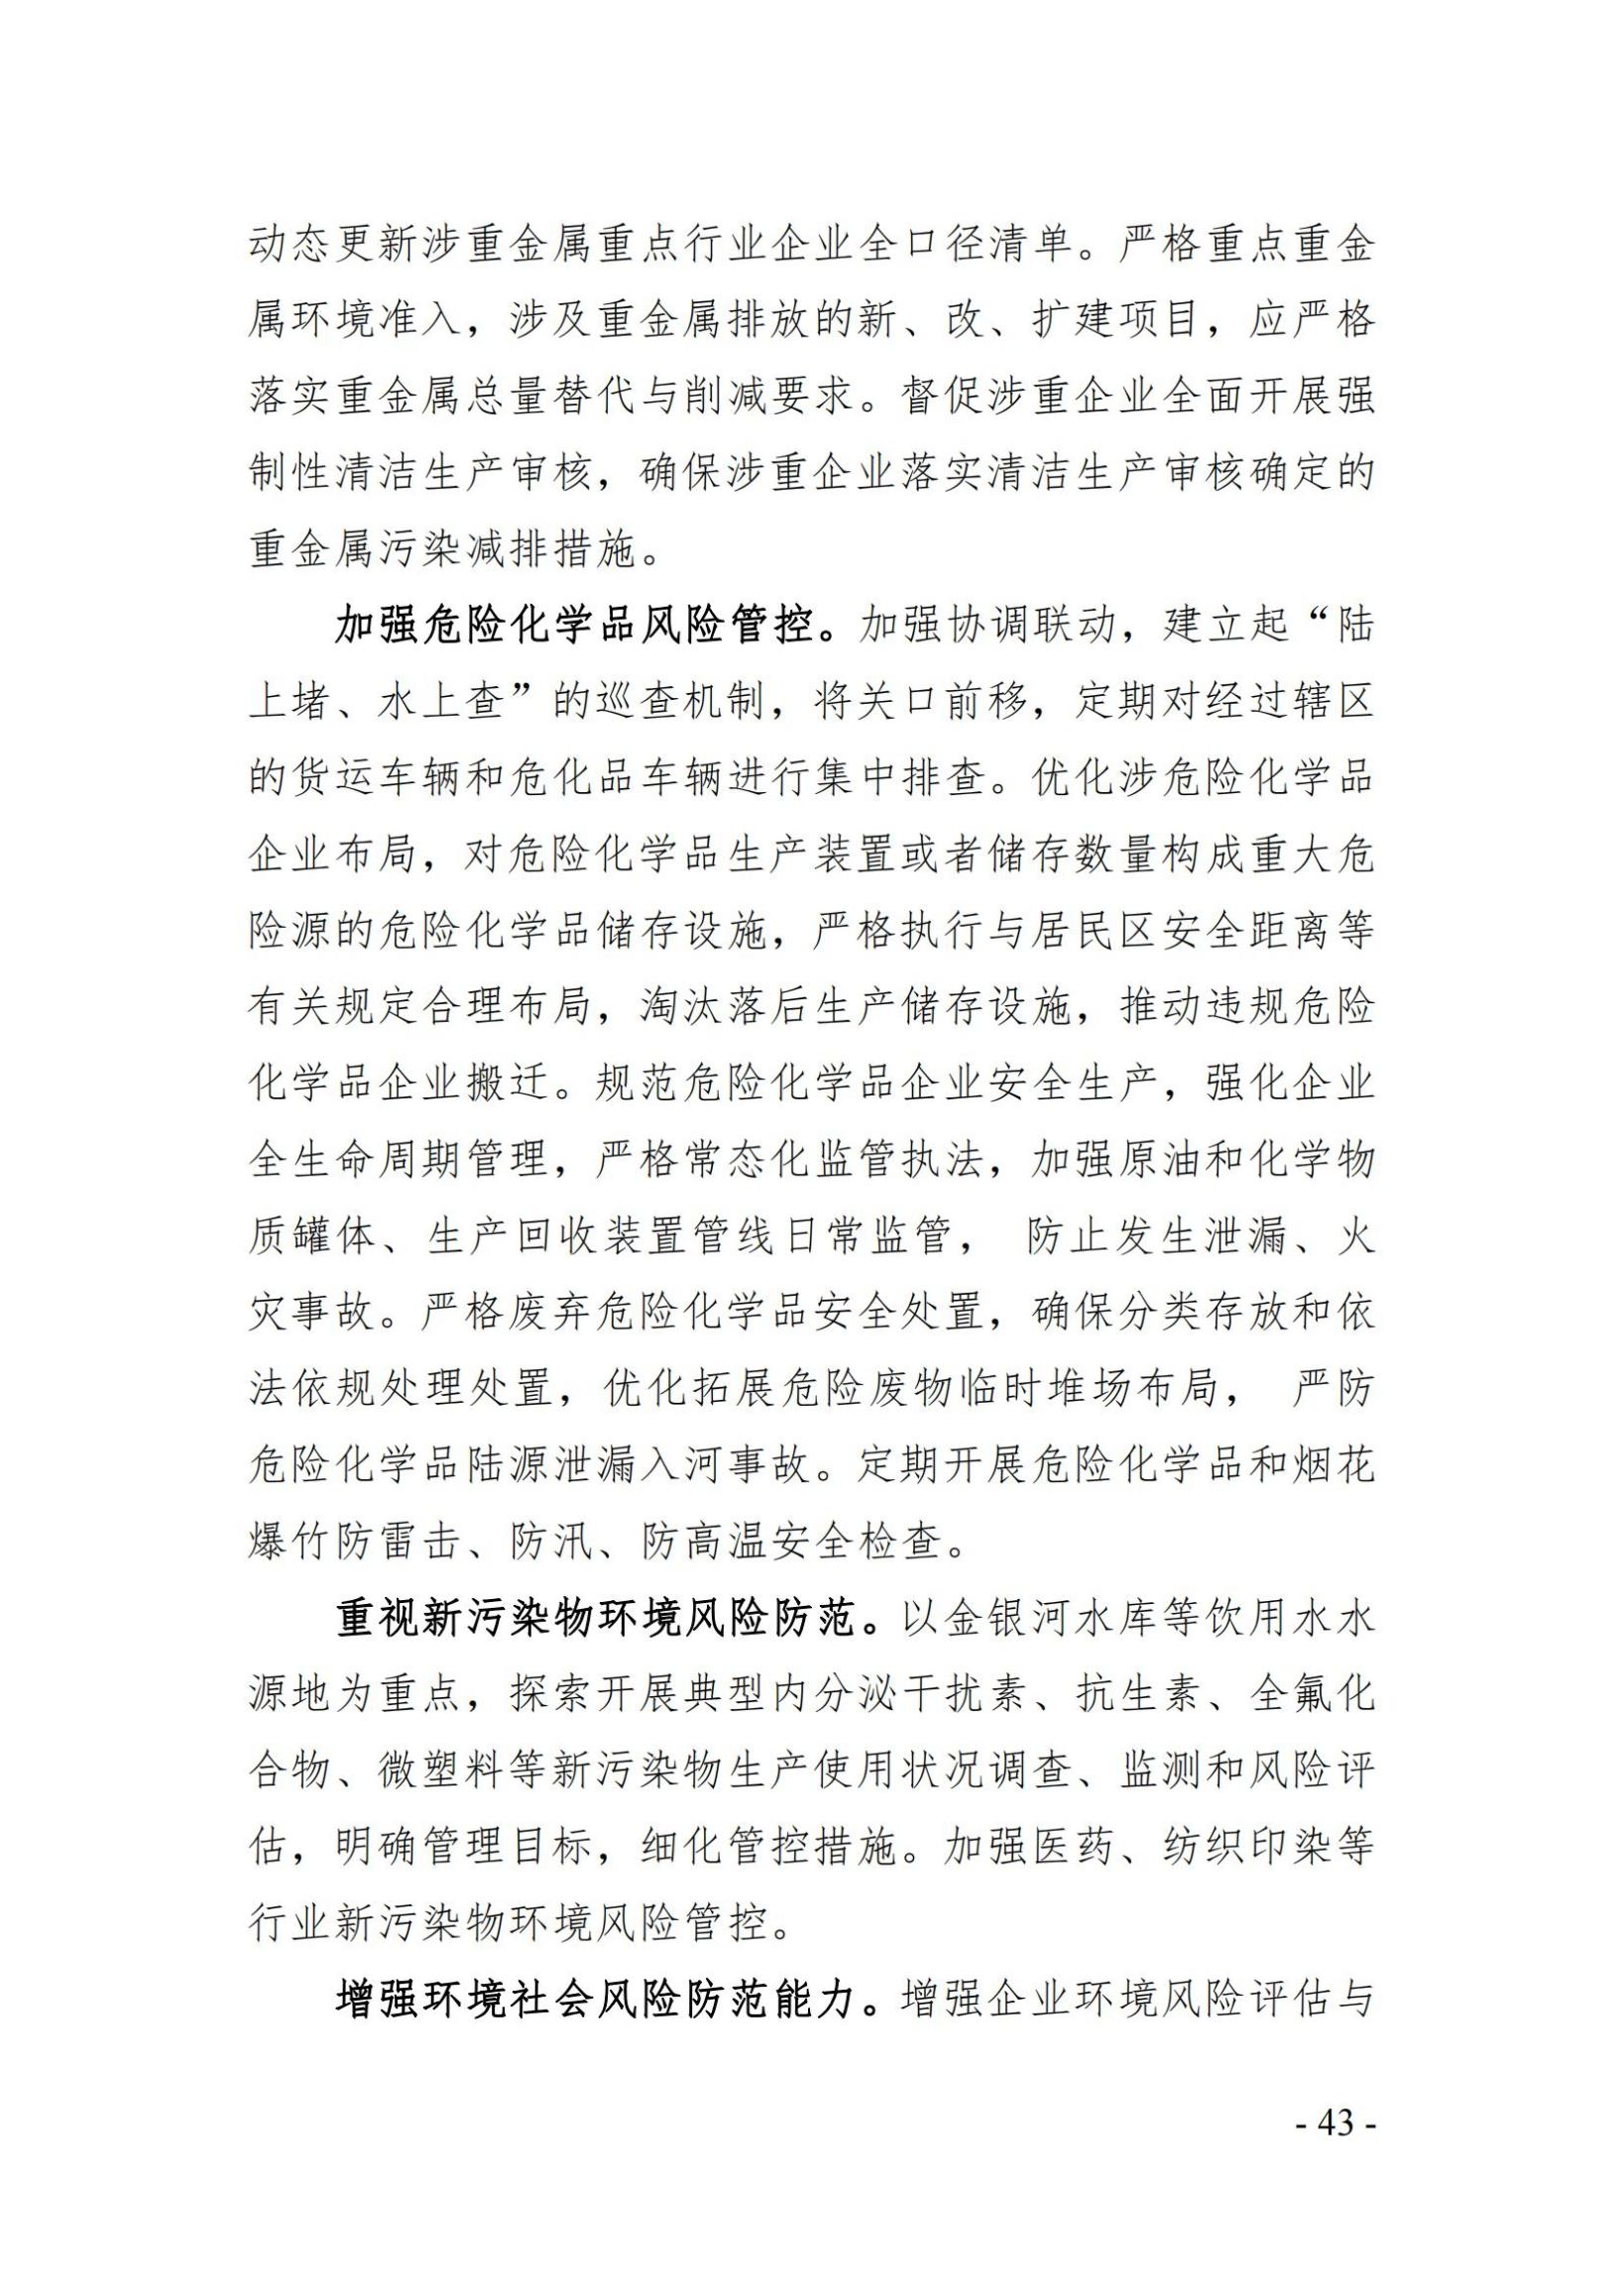 动态更新涉重金属重点行业企业全口径清单。严格重点重金
属环境准入，涉及重金属排放的新、改、扩建项目，应严格
落实重金属总量替代与削减要求。督促涉重企业全面开展强
制性清洁生产审核，确保涉重企业落实清洁生产审核确定的
重金属污染减排措施。
加强危险化学品风险管控。加强协调联动，建立起“陆
上堵、水上查”的巡查机制，将关口前移，定期对经过辖区
的货运车辆和危化品车辆进行集中排查。优化涉危险化学品
企业布局，对危险化学品生产装置或者储存数量构成重大危
险源的危险化学品储存设施，严格执行与居民区安全距离等
有关规定合理布局，淘汰落后生产储存设施，推动违规危险
化学品企业搬迁。规范危险化学品企业安全生产，强化企业
全生命周期管理，严格常态化监管执法，加强原油和化学物
质罐体、生产回收装置管线日常监管， 防止发生泄漏、火
灾事故。严格废弃危险化学品安全处置，确保分类存放和依
法依规处理处置，优化拓展危险废物临时堆场布局， 严防
危险化学品陆源泄漏入河事故。定期开展危险化学品和烟花
爆竹防雷击、防汛、防高温安全检查。
重视新污染物环境风险防范。以金银河水库等饮用水水
源地为重点，探索开展典型内分泌干扰素、抗生素、全氟化
合物、微塑料等新污染物生产使用状况调查、监测和风险评
估，明确管理目标，细化管控措施。加强医药、纺织印染等
行业新污染物环境风险管控。
增强环境社会风险防范能力。增强企业环境风险评估与
- 43 -